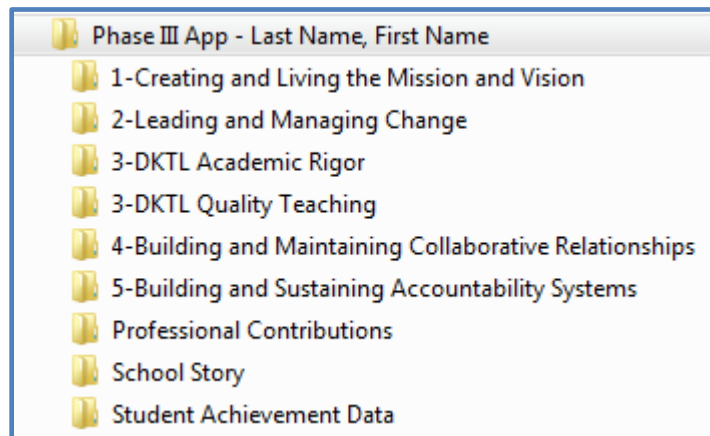 Phase III App - Last Name, First Name
1-Creating and Living the Mission and Vision
2-Leading and Managing Change
3-DKTL Academic Rigor
3-DKTL Quality Teaching
4-Building and Maintaining Collaborative Relationships
5-Building and Sustaining Accountability Systems
Professional Contributions
School Story
Student Achievement Data